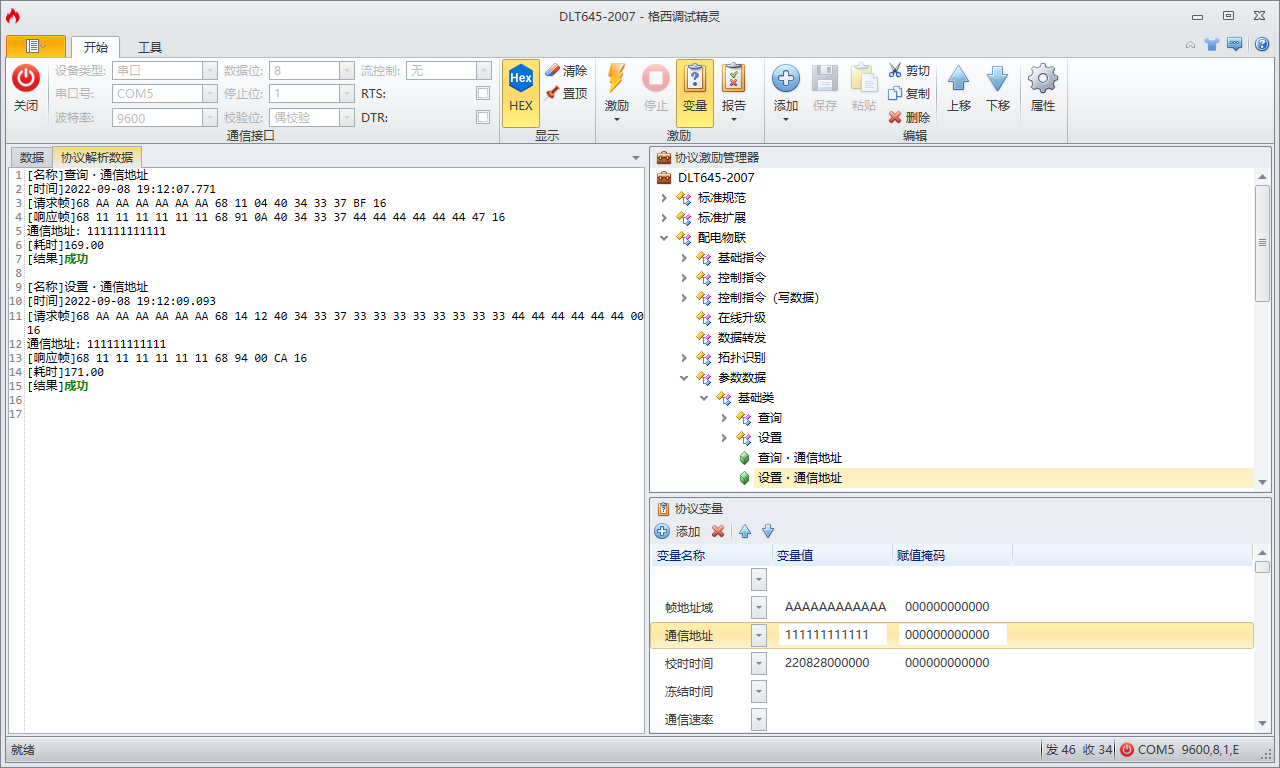 DLT645-2007 - 格西调试精灵
开始 工具
关闭
设备类型: 串口 数据位: 8 流控制: 无
串口号: COM5 停止位: 1 RTS:
波特率: 9600 校验位: 偶校验 DTR:
通信接口
Hex
HEX
清除
置顶
显示
激励 停止 变量 报告
激励
添加 保存 粘贴
剪切
复制
删除
上移 下移
编辑
属性
数据 协议解析数据
1 [名称]查询·通信地址
2 [时间]2022-09-08 19:12:07.771
3 [请求帧]68 AA AA AA AA AA AA 68 11 04 40 34 33 37 BF 16
4 [响应帧]68 11 11 11 11 11 11 68 91 0A 40 34 33 37 44 44 44 44 44 44 47 16
5 通信地址: 111111111111
6 [耗时]169.00
7 [结果]成功
8
9 [名称]设置·通信地址
10 [时间]2022-09-08 19:12:09.093
11 [请求帧]68 AA AA AA AA AA AA 68 14 12 40 34 33 37 33 33 33 33 33 33 33 33 44 44 44 44 44 44 00
16
12 通信地址: 111111111111
13 [响应帧]68 11 11 11 11 11 11 68 94 00 CA 16
14 [耗时]171.00
15 [结果]成功
16
17
协议激励管理器
DLT645-2007
标准规范
标准扩展
配电物联
基础指令
控制指令
控制指令（写数据）
在线升级
数据转发
拓扑识别
参数数据
基础类
查询
设置
查询·通信地址
设置·通信地址
协议变量
添加
变量名称 变量值 赋值掩码
帧地址域 AAAAAAAAAAAA 000000000000
通信地址 111111111111 000000000000
校时时间 220828000000 000000000000
冻结时间
通信速率
就绪
发 46 收 34 COM5 9600,8,1,E